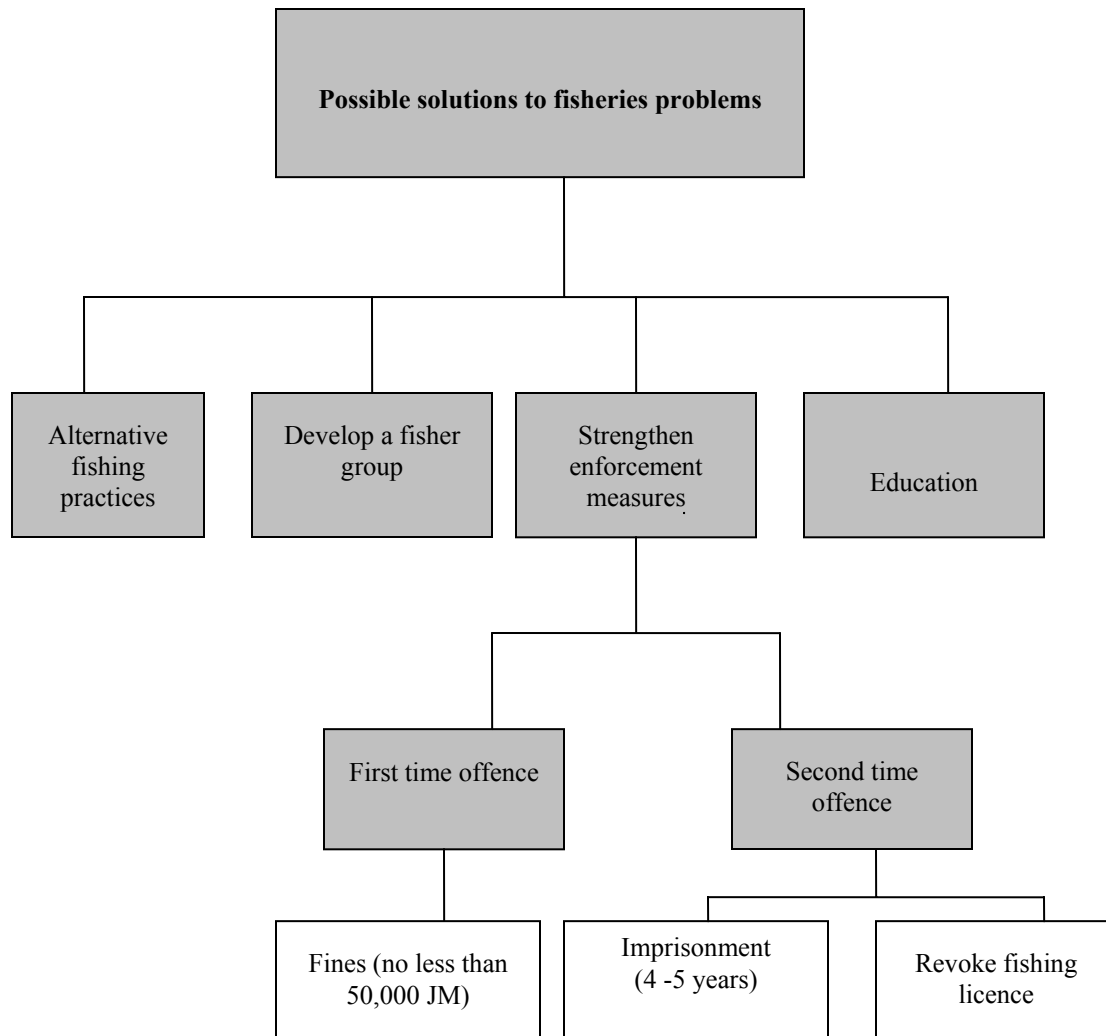 Possible solutions to fisheries problems
Alternative
fishing
practices
Develop a fisher
group
Strengthen
enforcement
measures.
Education
First time offence
Second time
offence
Fines (no less than
50,000 JM)
Imprisonment
(4 -5 years)
Revoke fishing
licence